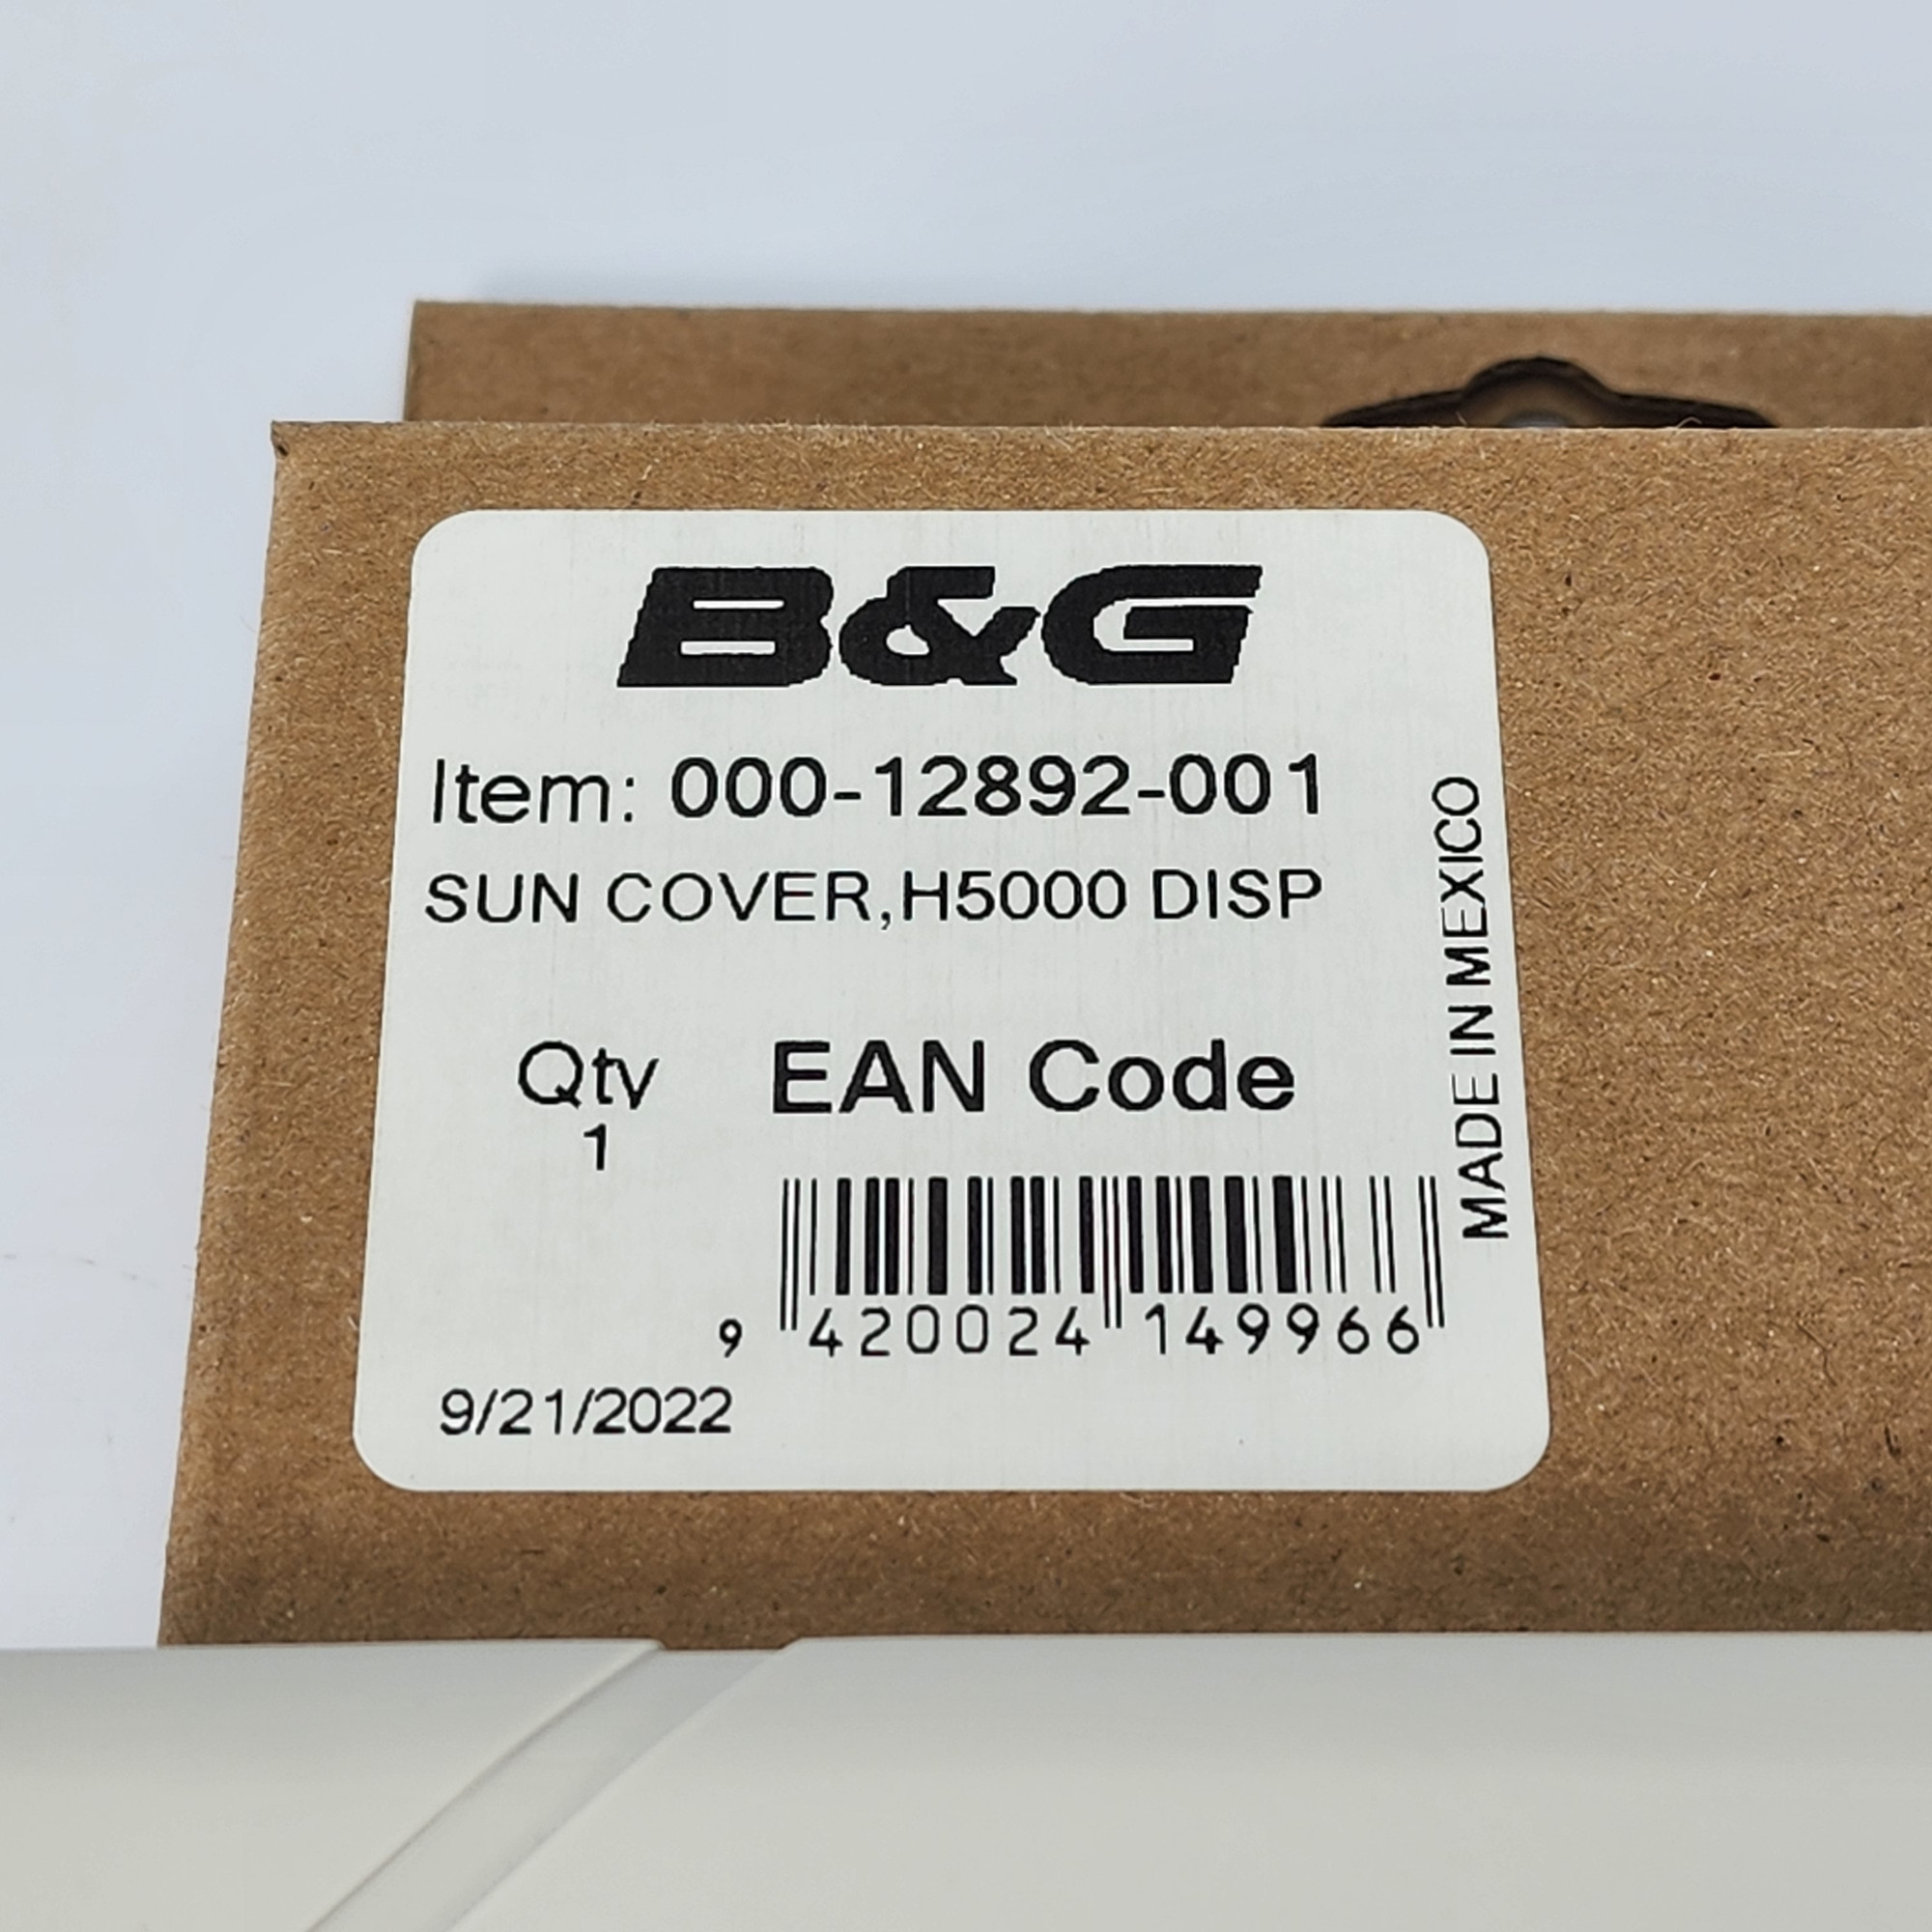 B&G
Item: 000-12892-001
SUN COVER,H5000 DISP
Qty EAN Code
1
9 420024 149966
9/21/2022
MADE IN MEXICO